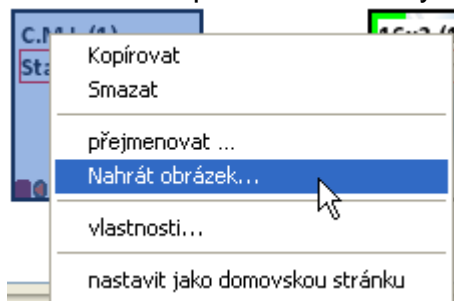 Kopírovat
Smazat
přejmenovat ...
Nahrát obrázek...
vlastnosti...
nastavit jako domovskou stránku